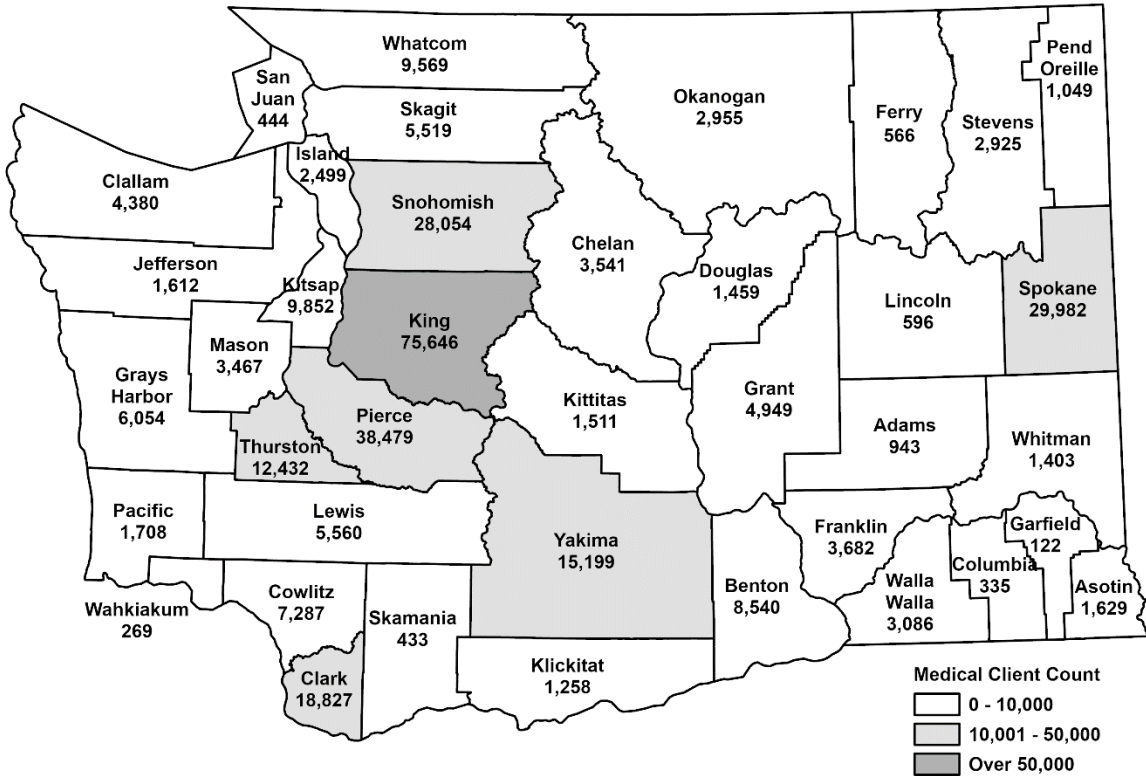 Whatcom
9,569
San
Juan
444
Skagit
5,519
Okanogan
2,955
Ferry
566
Stevens
2,925
Pend
Oreille
1,049
Island
2,499
Clallam
4,380
Snohomish
28,054
Chelan
3,541
Douglas
1,459
Jefferson
1,612
Kitsap
9,852
King
75,646
Lincoln
596
Spokane
29,982
Mason
3,467
Grays
Harbor
6,054
Kittitas
1,511
Grant
4,949
Adams
943
Whitman
1,403
Thurston
12,432
Pierce
38,479
Pacific
1,708
Lewis
5,560
Yakima
15,199
Franklin
3,682
Garfield
122
Columbia
335
Asotin
1,629
Benton
8,540
Walla
Walla
3,086
Wahkiakum
269
Cowlitz
7,287
Skamania
433
Clark
18,827
Klickitat
1,258
Medical Client Count
0 - 10,000
10,001 - 50,000
Over 50,000